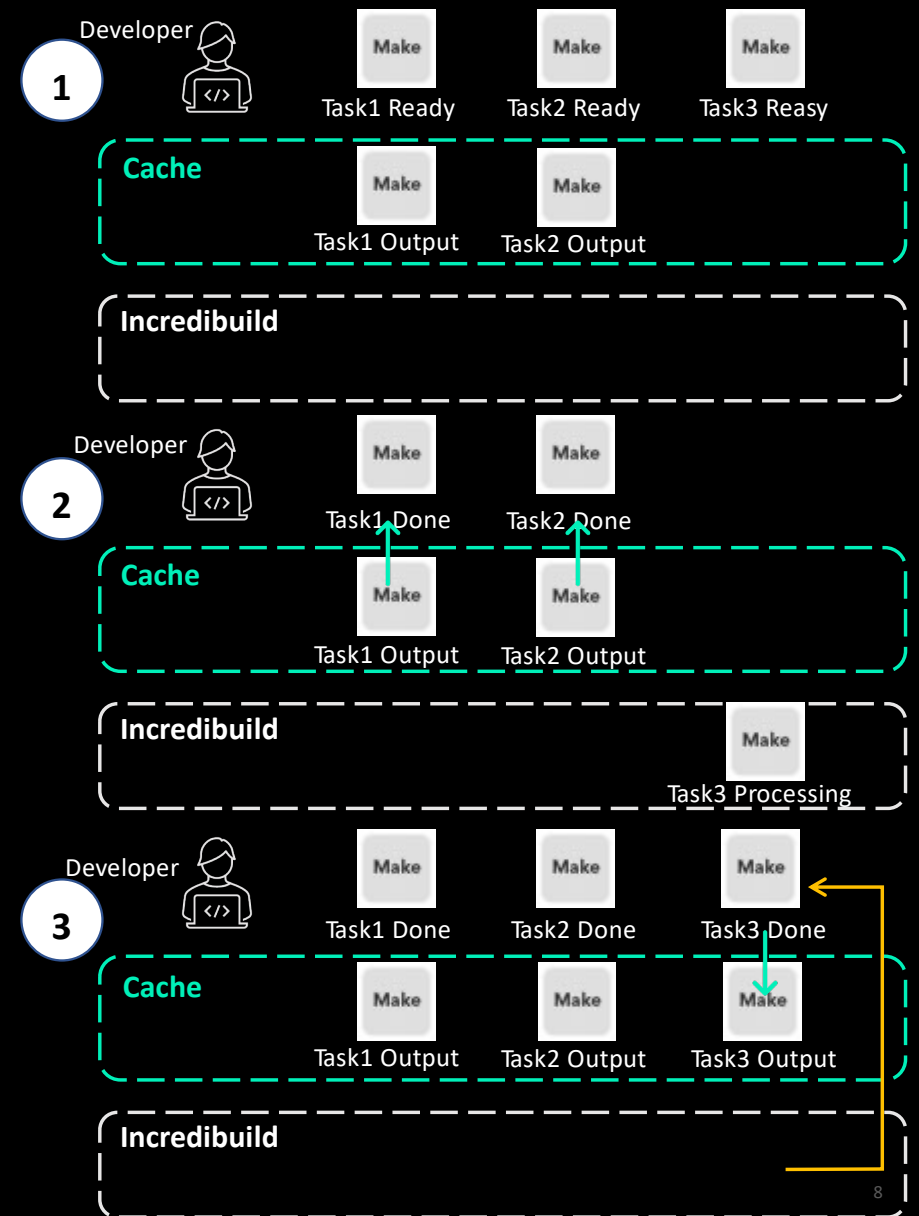 Developer
1
</>
Make Make Make
Task1 Ready Task2 Ready Task3 Reasy
Cache
Make Make
Task1 Output Task2 Output
Incredibuild
Developer
2
</>
Make Make
Task1 Done Task2 Done
Cache
Make Make
Task1 Output Task2 Output
Incredibuild
Make
Task3 Processing
Developer
3
</>
Make Make Make
Task1 Done Task2 Done Task3 Done
Cache
Make Make Make
Task1 Output Task2 Output Task3 Output
Incredibuild
8